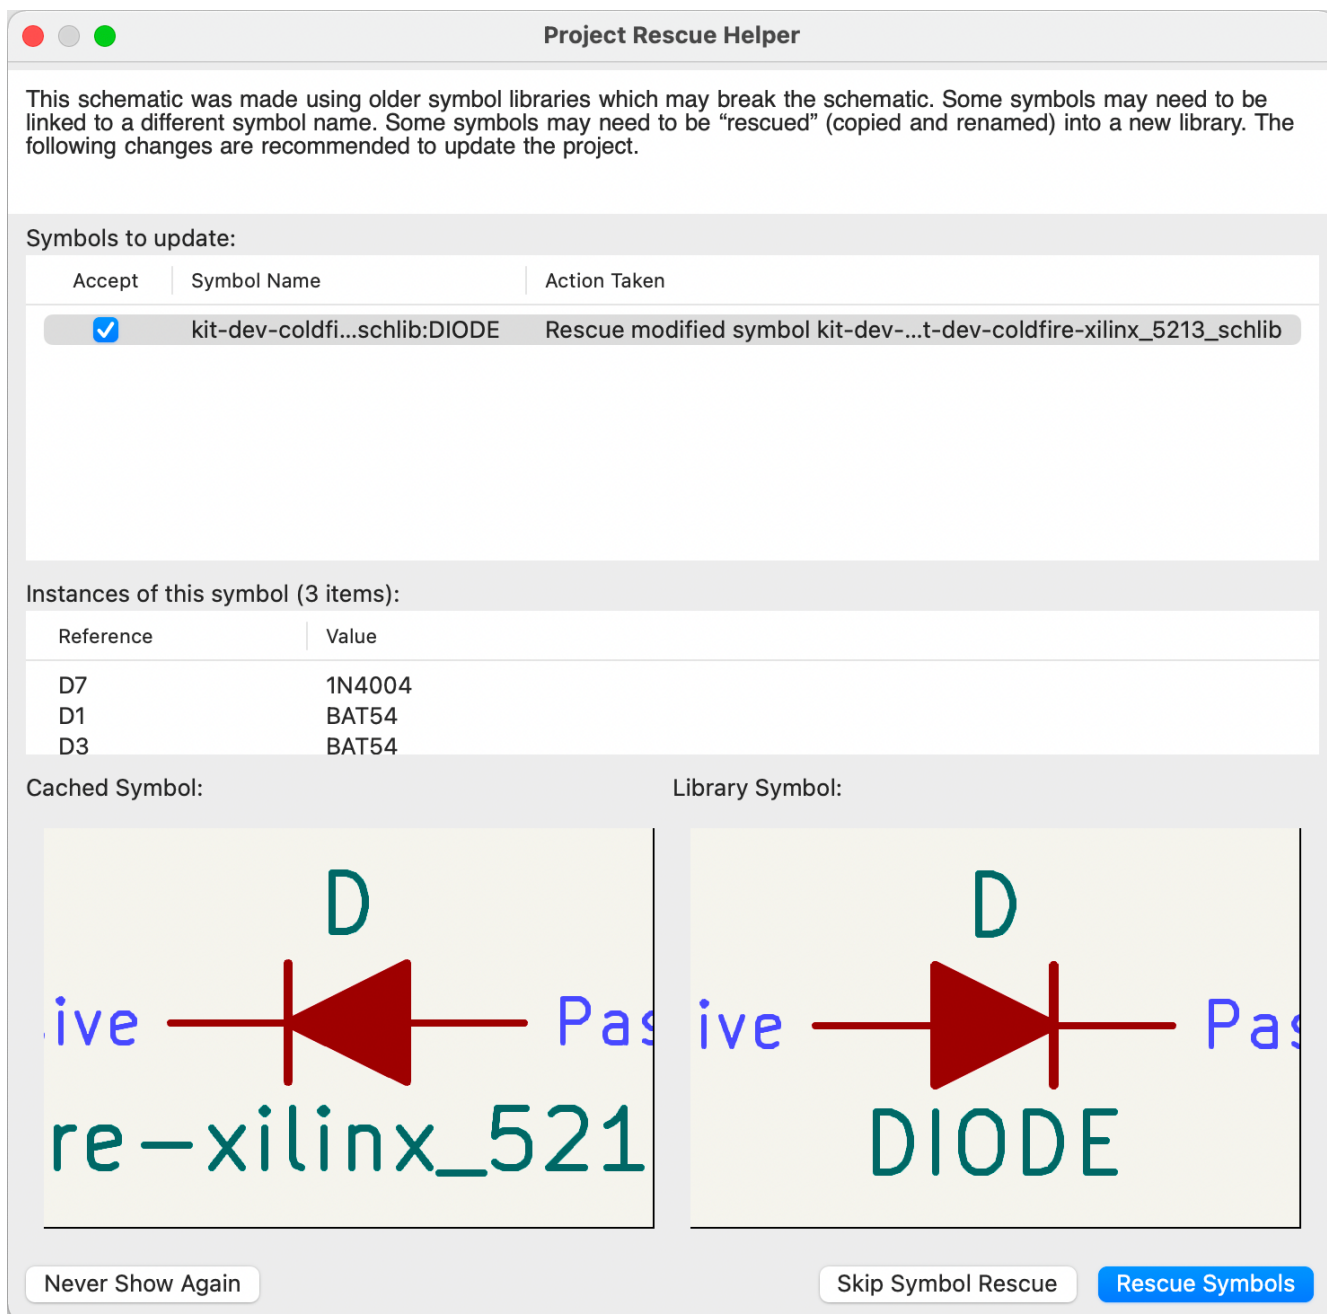 Project Rescue Helper
This schematic was made using older symbol libraries which may break the schematic. Some symbols may need to be
linked to a different symbol name. Some symbols may need to be “rescued” (copied and renamed) into a new library. The
following changes are recommended to update the project.
Symbols to update:
Accept Symbol Name Action Taken
kit-dev-coldfi...schlib:DIODE Rescue modified symbol kit-dev-...t-dev-coldfire-xilinx_5213_schlib
Instances of this symbol (3 items):
Reference Value
D7 1N4004
D1 BAT54
D3 BAT54
Cached Symbol: Library Symbol:
D D
ive Pas ive Pas
re-xilinx_521 DIODE
Never Show Again Skip Symbol Rescue Rescue Symbols